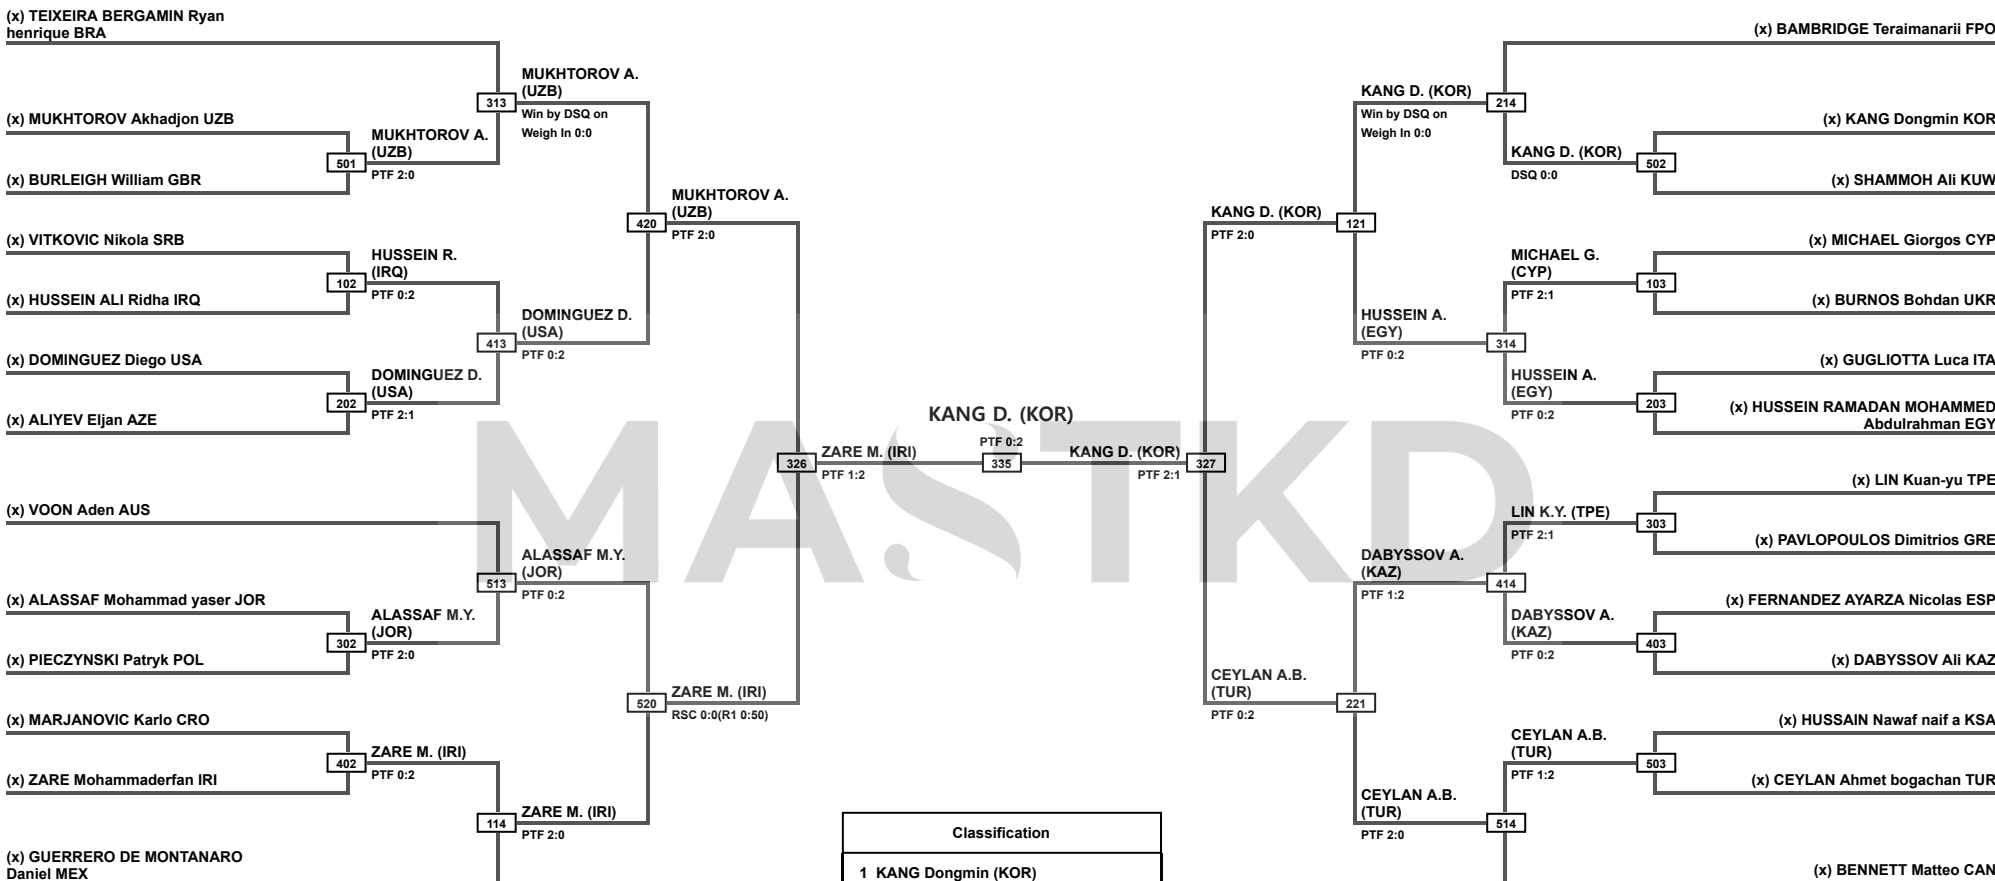 (x) TEIXEIRA BERGAMIN Ryan
henrique BRA
(x) MUKHTOROV Akhadjon UZB
(x) BURLEIGH William GBR
(x) VITKOVIC Nikola SRB
(x) HUSSEIN ALI Ridha IRQ
(x) DOMINGUEZ Diego USA
(x) ALIYEV Eljan AZE
(x) VOON Aden AUS
(x) ALASSAF Mohammad yaser JOR
(x) PIECZYNSKI Patryk POL
(x) MARJANOVIC Karlo CRO
(x) ZARE Mohammaderfan IRI
(x) GUERRERO DE MONTANARO
Daniel MEX
501
MUKHTOROV A.
(UZB)
PTF 2:0
102
HUSSEIN R.
(IRQ)
PTF 0:2
202
DOMINGUEZ D.
(USA)
PTF 2:1
302
ALASSAF M.Y.
(JOR)
PTF 2:0
402
ZARE M. (IRI)
PTF 0:2
313
MUKHTOROV A.
(UZB)
Win by DSQ on
Weigh In 0:0
413
DOMINGUEZ D.
(USA)
PTF 0:2
513
ALASSAF M.Y.
(JOR)
PTF 0:2
114
ZARE M. (IRI)
PTF 2:0
420
MUKHTOROV A.
(UZB)
PTF 2:0
520
ZARE M. (IRI)
RSC 0:0(R1 0:50)
326
ZARE M. (IRI)
PTF 1:2
KANG D. (KOR)
PTF 0:2
335
KANG D. (KOR)
PTF 2:1
327
MASTKD
Classification
1 KANG Dongmin (KOR)
KANG D. (KOR)
PTF 2:0
121
CEYLAN A.B.
(TUR)
PTF 0:2
221
KANG D. (KOR)
Win by DSQ on
Weigh In 0:0
214
HUSSEIN A.
(EGY)
PTF 0:2
314
DABYSSOV A.
(KAZ)
PTF 1:2
414
CEYLAN A.B.
(TUR)
PTF 2:0
514
KANG D. (KOR)
DSQ 0:0
502
MICHAEL G.
(CYP)
PTF 2:1
103
HUSSEIN A.
(EGY)
PTF 0:2
203
LIN K.Y. (TPE)
PTF 2:1
303
DABYSSOV A.
(KAZ)
PTF 0:2
403
CEYLAN A.B.
(TUR)
PTF 1:2
503
(x) BAMBRIDGE Teraimanarii FPO
(x) KANG Dongmin KOR
(x) SHAMMOH Ali KUW
(x) MICHAEL Giorgos CYP
(x) BURNOS Bohdan UKR
(x) GUGLIOTTA Luca ITA
(x) HUSSEIN RAMADAN MOHAMMED
Abdulrahman EGY
(x) LIN Kuan-yu TPE
(x) PAVLOPOULOS Dimitrios GRE
(x) FERNANDEZ AYARZA Nicolas ESP
(x) DABYSSOV Ali KAZ
(x) HUSSAIN Nawaf naif a KSA
(x) CEYLAN Ahmet bogachan TUR
(x) BENNETT Matteo CAN